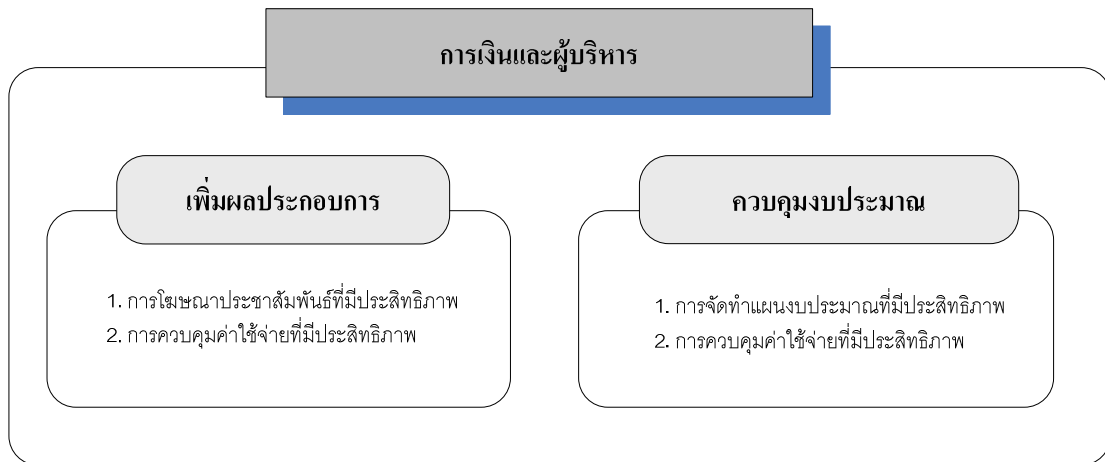 การเงินและผู้บริหาร
เพิ่มผลประกอบการ
1. การโฆษณาประชาสัมพันธ์ที่มีประสิทธิภาพ
2. การควบคุมค่าใช้จ่ายที่มีประสิทธิภาพ
ควบคุมงบประมาณ
1. การจัดทำแผนงบประมาณที่มีประสิทธิภาพ
2. การควบคุมค่าใช้จ่ายที่มีประสิทธิภาพ